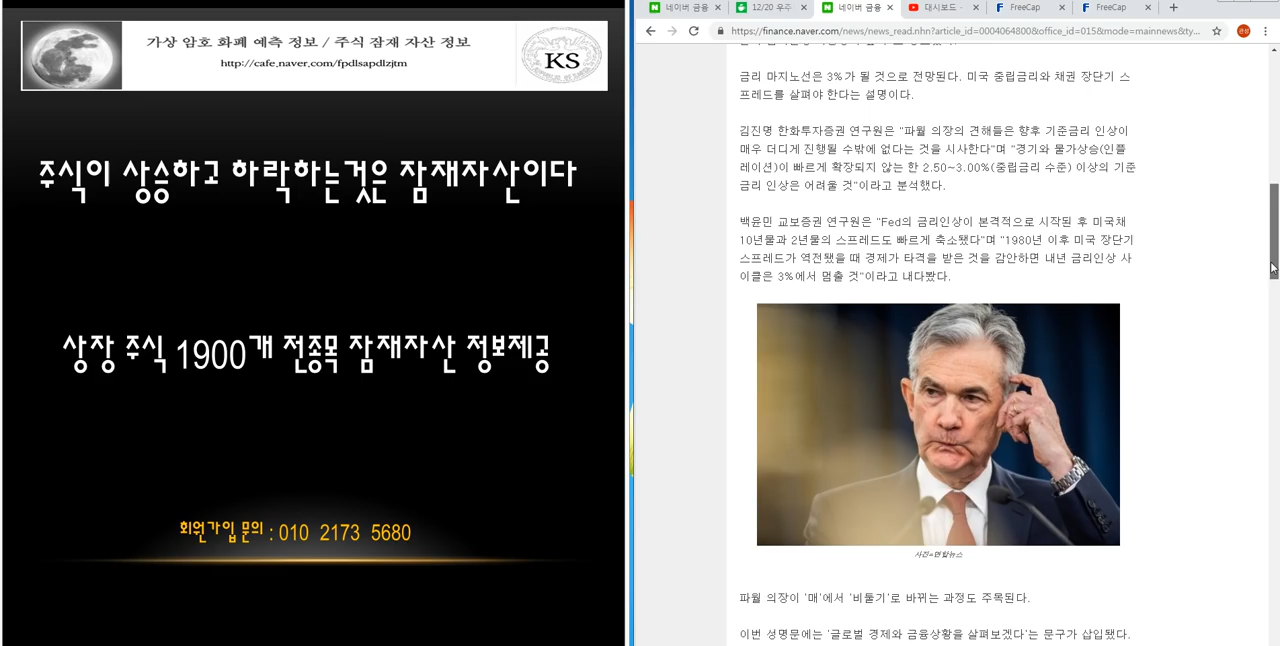 가상 암호 화폐 예측 정보 / 주식 잠재 자산 정보
http://cafe.naver.com/fpdlsapdlzjtm
KS
주식이 상승하고 하락하는것은 잠재자산이다
상장 주식 1900개 전종목 잠재자산 정보제공
회원가입 문의 : 010 2173 5680
네이버 금융
12/20 우주
네이버 금융
대시보드 -
FreeCap
FreeCap
https://finance.naver.com/news/news_read.nhn?article_id=0004064800&office_id=015&mode=mainnews&ty...
금리 마지노선은 3%가 될 것으로 전망된다. 미국 중립금리와 채권 장단기 스
프레드를 살펴야 한다는 설명이다.
김진명 한화투자증권 연구원은 "파월 의장의 견해들은 향후 기준금리 인상이
매우 더디게 진행될 수밖에 없다는 것을 시사한다"며 "경기와 물가상승(인플
레이션)이 빠르게 확장되지 않는 한 2.50~3.00%(중립금리 수준) 이상의 기준
금리 인상은 어려울 것"이라고 분석했다.
백윤민 교보증권 연구원은 "Fed의 금리인상이 본격적으로 시작된 후 미국채
10년물과 2년물의 스프레드도 빠르게 축소됐다"며 "1980년 이후 미국 장단기
스프레드가 역전됐을 때 경제가 타격을 받은 것을 감안하면 내년 금리인상 사
이클은 3%에서 멈출 것"이라고 내다봤다.
사진=연합뉴스
파월 의장이 '매'에서 '비둘기'로 바뀌는 과정도 주목된다.
이번 성명문에는 '글로벌 경제와 금융상황을 살펴보겠다'는 문구가 삽입됐다.